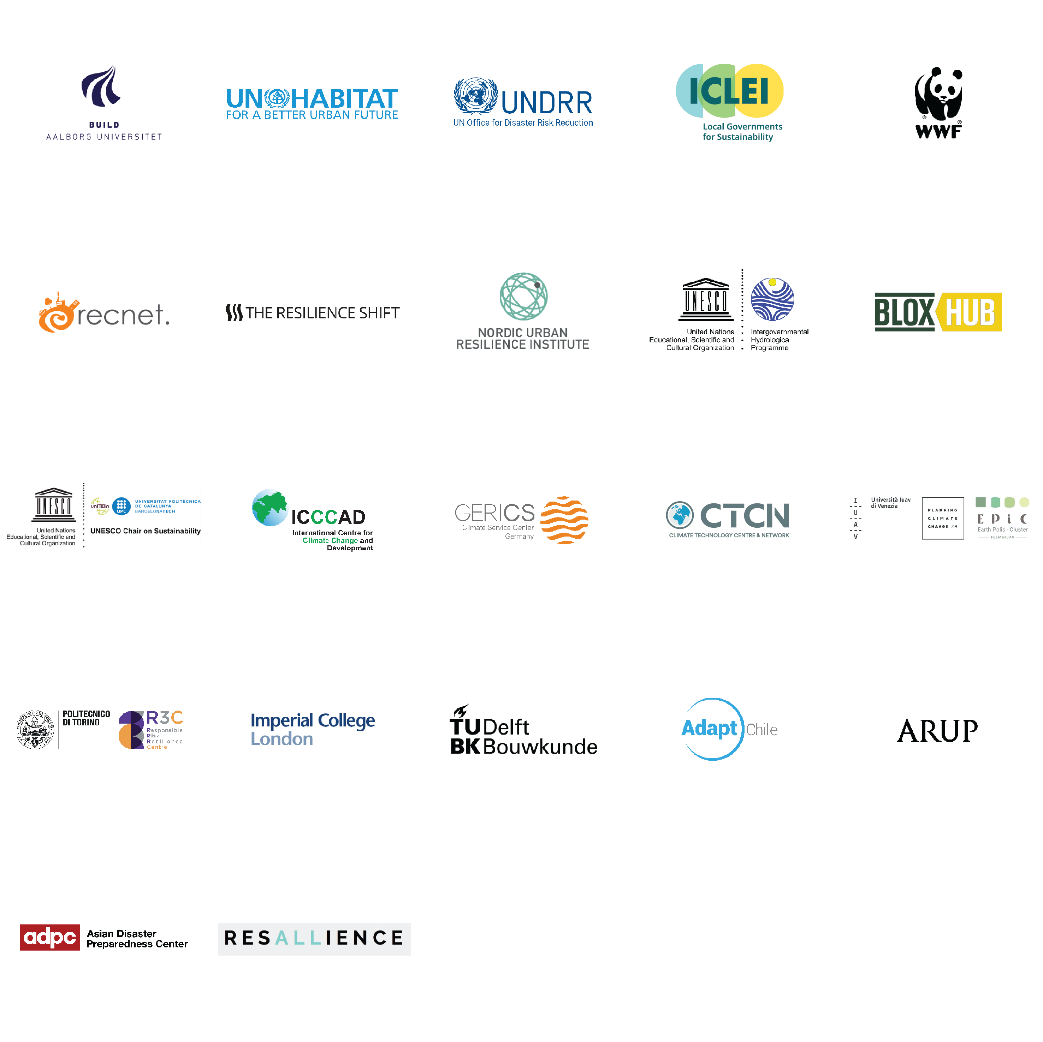 BUILD
AALBORG UNIVERSITET
UN HABITAT
FOR A BETTER URBAN FUTURE
UNDRR
UN Office for Disaster Risk Reduction
ICLEI
Local Governments
for Sustainability
WWF
recnet.
THE RESILIENCE SHIFT
NORDIC URBAN
RESILIENCE INSTITUTE
UNESCO
United Nations
Educational, Scientific and
Cultural Organization
Intergovernmental
Hydrological
Programme
BLOXHUB
UNESCO
United Nations
Educational, Scientific and
Cultural Organization
UNIVERSITAT POLITÈCNICA
DE CATALUNYA
BARCELONATECH
UNESCO Chair on Sustainability
ICCCAD
International Centre for
Climate Change and
Development
GERICS
Climate Service Center
Germany
CTCN
CLIMATE TECHNOLOGY CENTRE & NETWORK
I
U
A
V
Università Iuav
di Venezia
PLANNING
CLIMATE
CHANGE
EPiC
Earth Polis · Cluster
POLITECNICO
DI TORINO
R3C
Responsible
Risk
Resilience
Centre
Imperial College
London
TU Delft
BK Bouwkunde
Adapt Chile
ARUP
adpc
Asian Disaster
Preparedness Center
RESALLIENCE